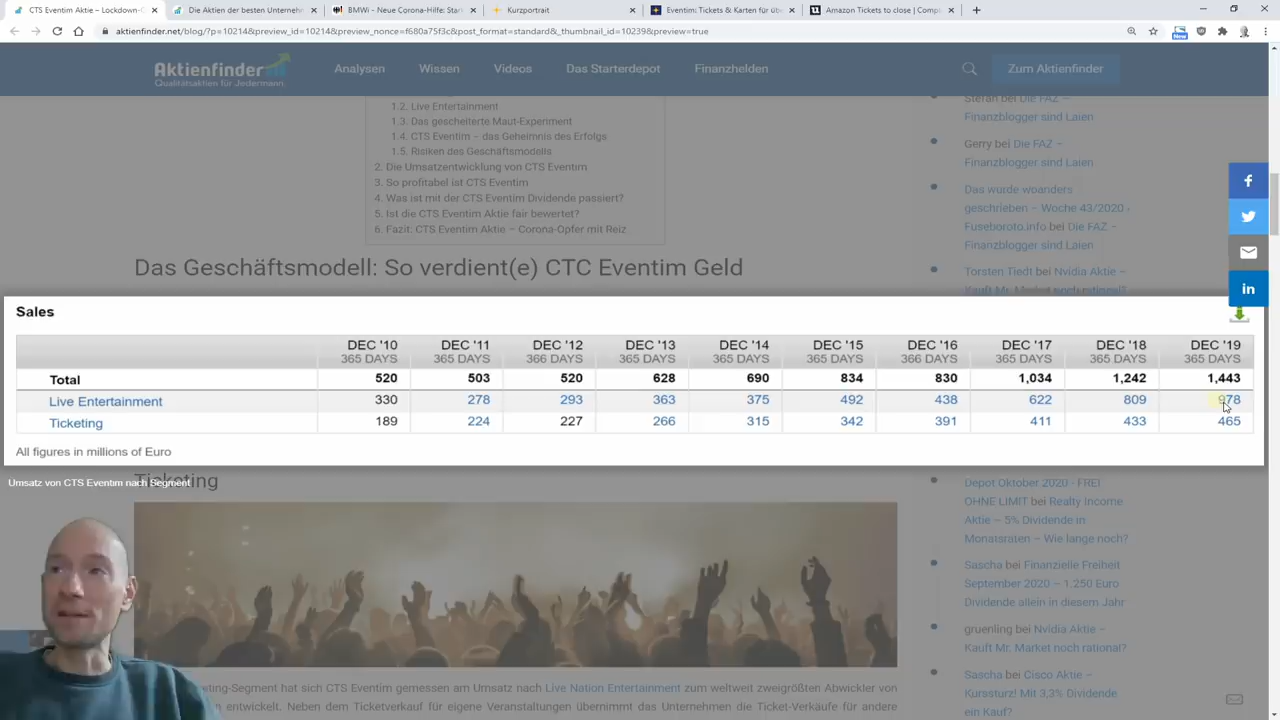 CTS Eventim Aktie – Lockdown-
Die Aktien der besten Unternehm
BMWi - Neue Corona-Hilfe: Star
Kurzportrait
Eventim: Tickets & Karten für üb
Amazon Tickets to close | Comp
aktienfinder.net/blog/?p=10214&preview_id=10214&preview_nonce=f680a75f3c&post_format=standard&_thumbnail_id=10239&preview=true
New
Aktienfinder
Qualitätsaktien für Jedermann.
Analysen
Wissen
Videos
Das Starterdepot
Finanzhelden
Zum Aktienfinder
1.2. Live Entertainment
1.3. Das gescheiterte Maut-Experiment
1.4. CTS Eventim – das Geheimnis des Erfolgs
1.5. Risiken des Geschäftsmodells
2. Die Umsatzentwicklung von CTS Eventim
3. So profitabel ist CTS Eventim
4. Was ist mit der CTS Eventim Dividende passiert?
5. Ist die CTS Eventim Aktie fair bewertet?
6. Fazit: CTS Eventim Aktie – Corona-Opfer mit Reiz
Das Geschäftsmodell: So verdient(e) CTC Eventim Geld
Stefan bei Die FAZ –
Finanzblogger sind Laien
Gerry bei Die FAZ –
Finanzblogger sind Laien
Das wurde woanders
geschrieben – Woche 43/2020 ›
Fuseboroto.info bei Die FAZ –
Finanzblogger sind Laien
Torsten Tiedt bei Nvidia Aktie –
Kauft Mr. Market noch rational?
Sales
DEC '10 DEC '11 DEC '12 DEC '13 DEC '14 DEC '15 DEC '16 DEC '17 DEC '18 DEC '19
365 DAYS 365 DAYS 366 DAYS 365 DAYS 365 DAYS 365 DAYS 366 DAYS 365 DAYS 365 DAYS 365 DAYS
Total 520 503 520 628 690 834 830 1,034 1,242 1,443
Live Entertainment 330 278 293 363 375 492 438 622 809 978
Ticketing 189 224 227 266 315 342 391 411 433 465
All figures in millions of Euro
Umsatz von CTS Eventim nach Segment
Ticketing
Depot Oktober 2020 - FREI
OHNE LIMIT bei Realty Income
Aktie – 5% Dividende in
Monatsraten – Wie lange noch?
Sascha bei Finanzielle Freiheit
September 2020 – 1.250 Euro
Dividende allein in diesem Jahr
gruenling bei Nvidia Aktie –
Kauft Mr. Market noch rational?
Sascha bei Cisco Aktie –
Kurssturz! Mit 3,3% Dividende
ein Kauf?
eting-Segment hat sich CTS Eventim gemessen am Umsatz nach Live Nation Entertainment zum weltweit zweigrößten Abwickler von
entwickelt. Neben dem Ticketverkauf für eigene Veranstaltungen übernimmt das Unternehmen die Ticket-Verkäufe für andere